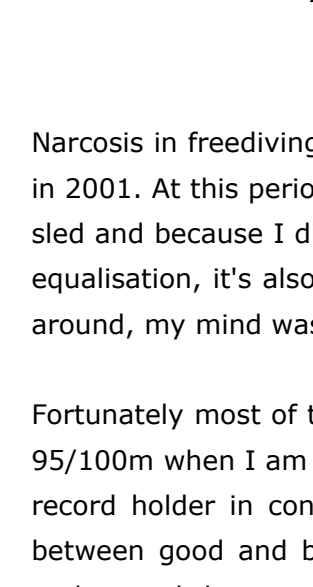 Narcosis in freediving
in 2001. At this perio
sled and because I d
equalisation, it's also
around, my mind was
Fortunately most of t
95/100m when I am
record holder in con
between good and b